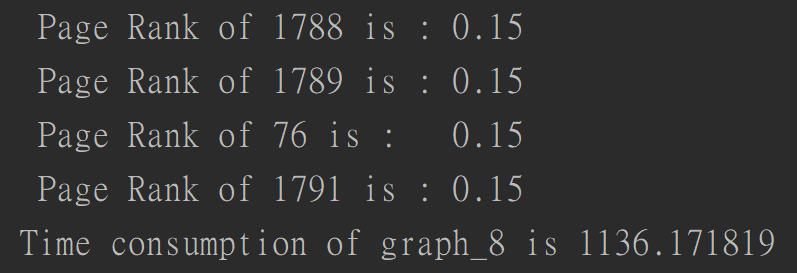 Page Rank of 1788 is : 0.15
Page Rank of 1789 is : 0.15
Page Rank of 76 is :   0.15
Page Rank of 1791 is : 0.15
Time consumption of graph_8 is 1136.171819